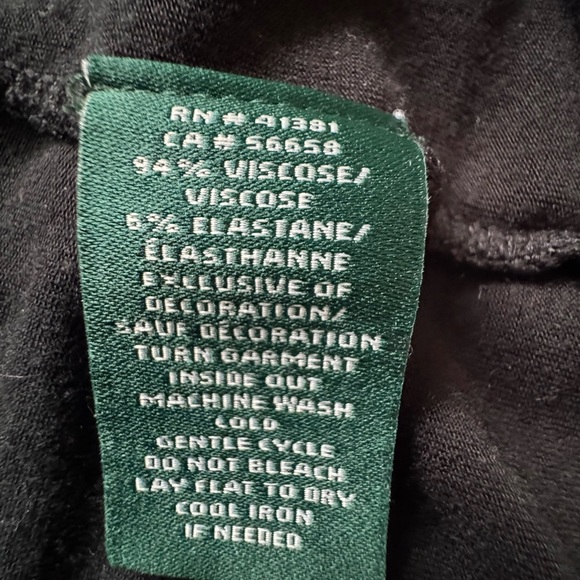 RN # 41381
CA # 56658
94% VISCOSE/
VISCOSE
6% ELASTANE/
ÉLASTHANNE
EXCLUSIVE OF
DECORATION/
SAUF DÉCORATION
TURN GARMENT
INSIDE OUT
MACHINE WASH
COLD
GENTLE CYCLE
DO NOT BLEACH
LAY FLAT TO DRY
COOL IRON
IF NEEDED